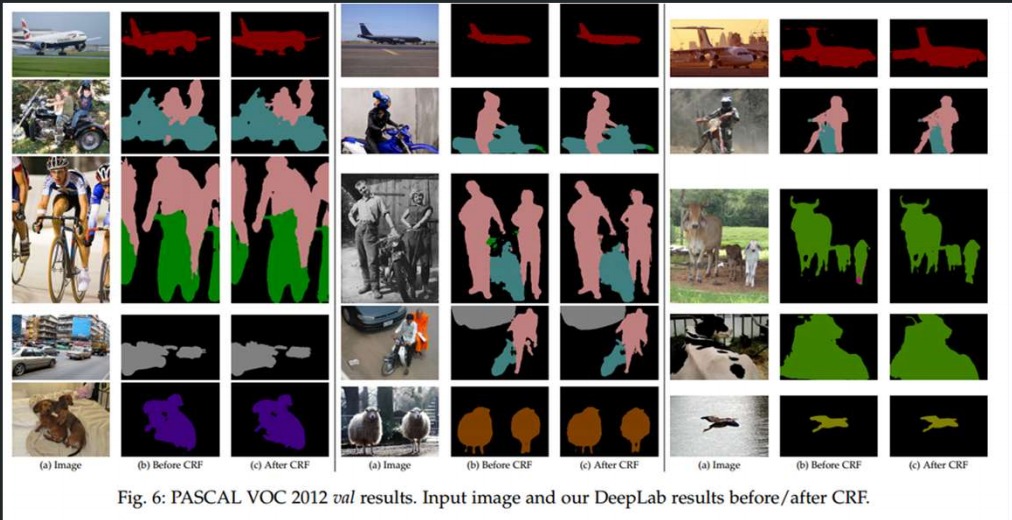 (a) Image (b) Before CRF (c) After CRF (a) Image (b) Before CRF (c) After CRF (a) Image (b) Before CRF (c) After CRF
Fig. 6: PASCAL VOC 2012 val results. Input image and our DeepLab results before/after CRF.